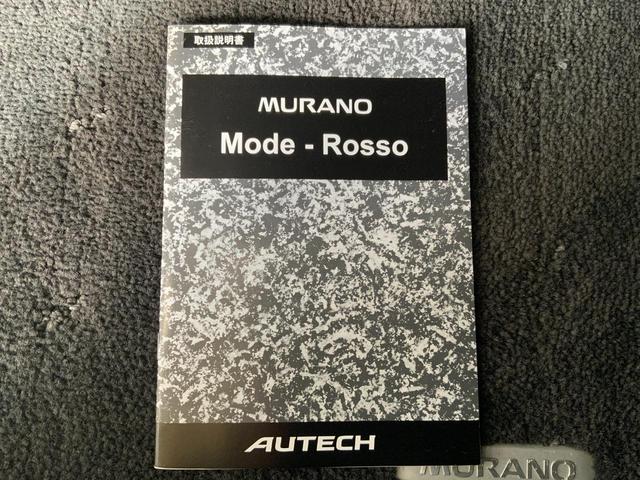 取扱説明書
MURANO
Mode - Rosso
AUTECH
MURANO